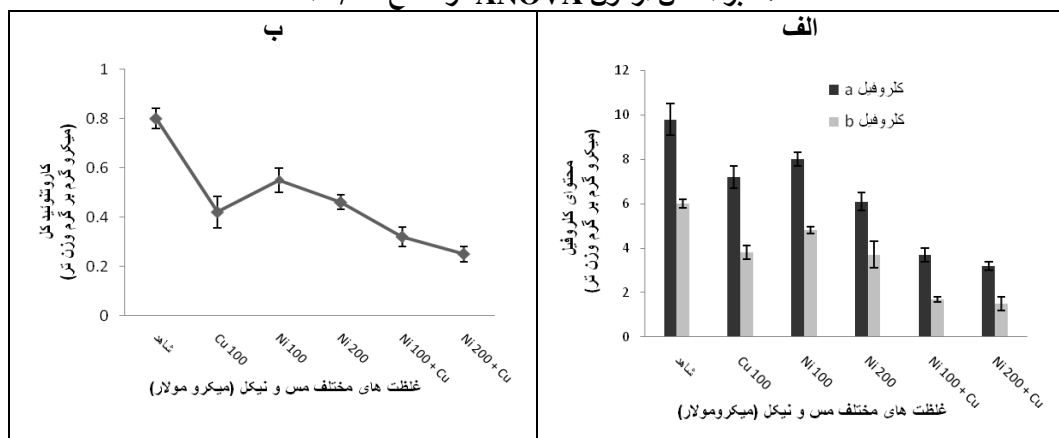 ANOVA
الف
12
10
8
6
4
2
0
کلروفیل a
کلروفیل b
محتوای کلروفیل
(میکرو گرم بر گرم وزن تر)
شاهد
Cu 100
Ni 100
Ni 200
Ni 100 + Cu
Ni 200 + Cu
غلظت های مختلف مس و نیکل (میکرومولار)
ب
1
0.8
0.6
0.4
0.2
0
کاروتنوئید کل
(میکرو گرم بر گرم وزن تر)
شاهد
Cu 100
Ni 100
Ni 200
Ni 100 + Cu
Ni 200 + Cu
غلظت های مختلف مس و نیکل (میکرو مولار)